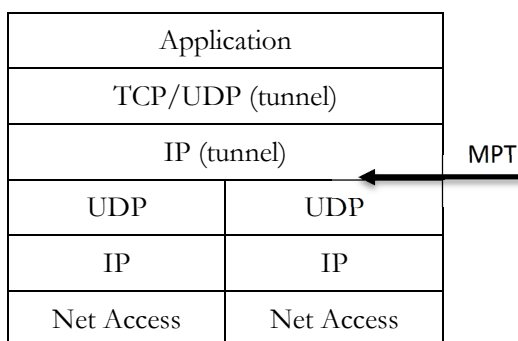 Application
TCP/UDP (tunnel)
IP (tunnel)
MPT
UDP UDP
IP IP
Net Access Net Access